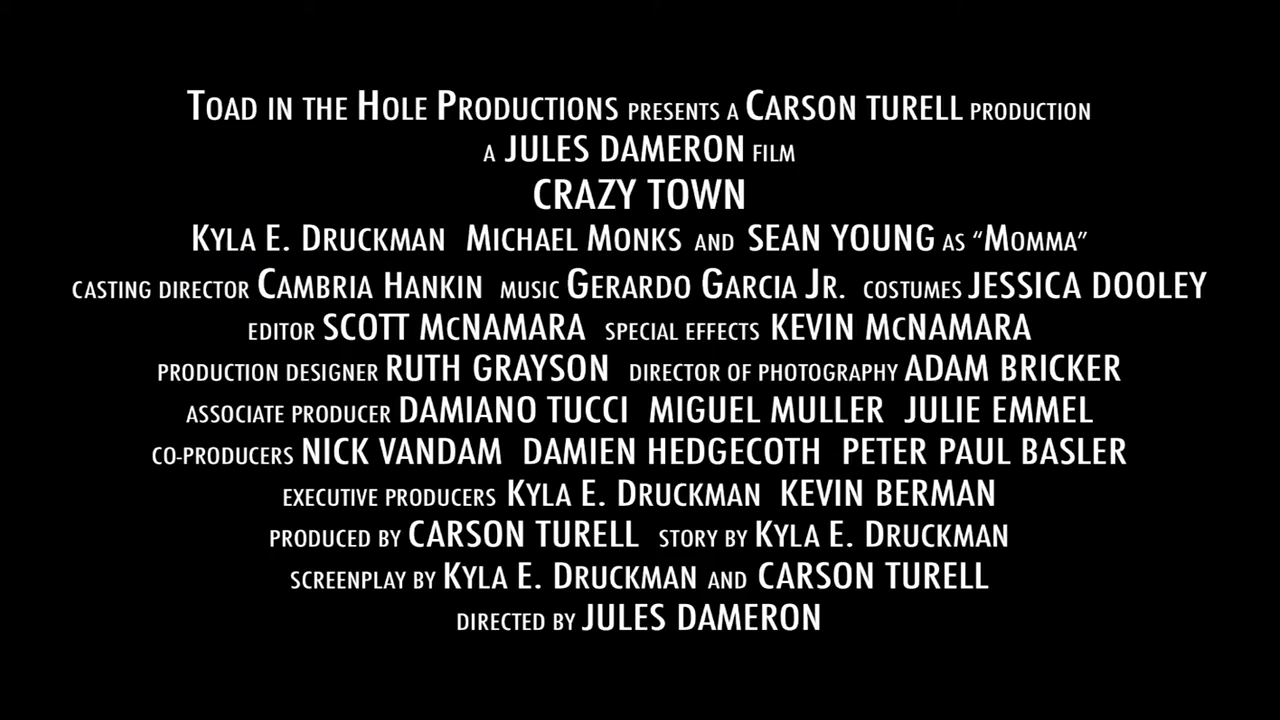 Toad in the Hole Productions presents a Carson Turell production
a Jules Dameron film
CRAZY TOWN
Kyla E. Druckman Michael Monks and SEAN YOUNG as “Momma”
casting director Cambria Hankin music Gerardo Garcia Jr. costumes JESSICA DOOLEY
editor SCOTT McNAMARA special effects KEVIN McNAMARA
production designer RUTH GRAYSON director of photography ADAM BRICKER
associate producer DAMIANO TUCCI MIGUEL MULLER JULIE EMMEL
co-producers NICK VANDAM DAMIEN HEDGECOTH PETER PAUL BASLER
executive producers Kyla E. Druckman KEVIN BERMAN
produced by CARSON TURELL story by Kyla E. Druckman
screenplay by Kyla E. Druckman and CARSON TURELL
directed by JULES DAMERON